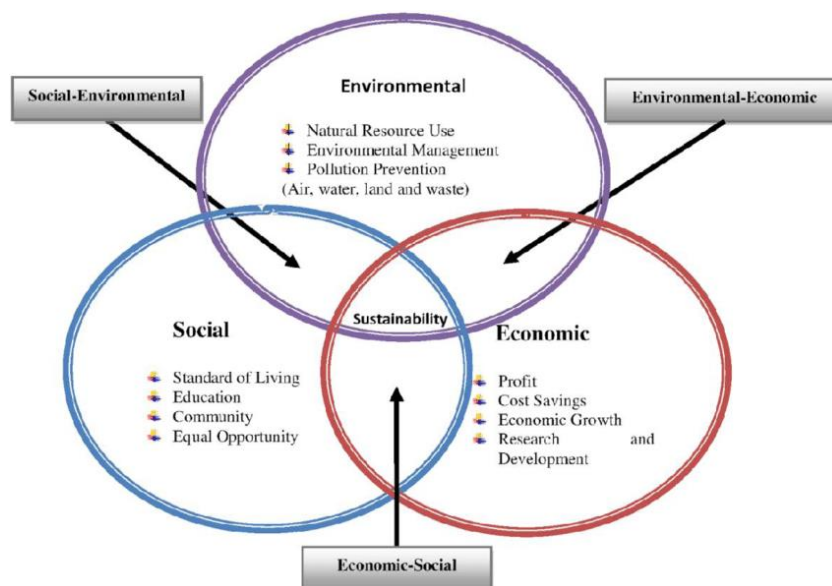 Environmental
Social-Environmental
Environmental-Economic
Natural Resource Use
Environmental Management
Pollution Prevention
(Air, water, land and waste)
Sustainability
Social
Economic
Standard of Living
Education
Community
Equal Opportunity
Profit
Cost Savings
Economic Growth
Research and
Development
Economic-Social